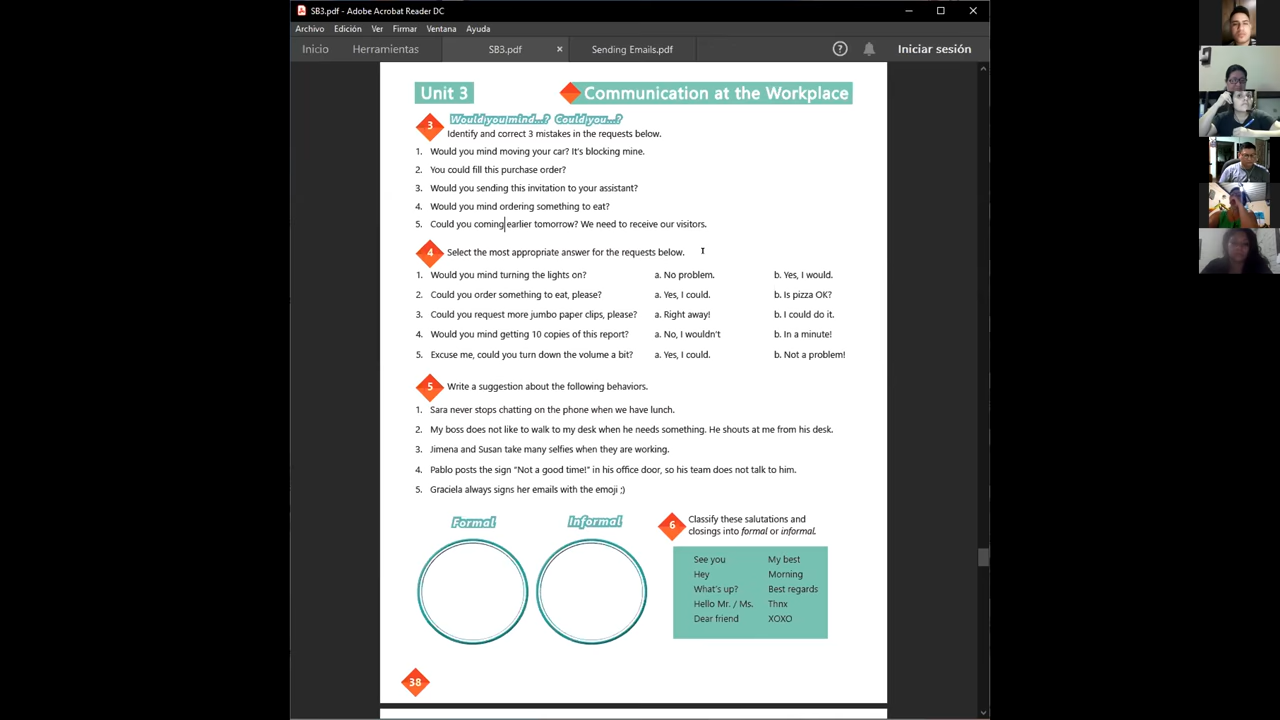 SB3.pdf - Adobe Acrobat Reader DC
Archivo Edición Ver Firmar Ventana Ayuda
Inicio Herramientas SB3.pdf × Sending Emails.pdf ? Iniciar sesión
Unit 3 Communication at the Workplace
3 Would you mind...? Could you...?
Identify and correct 3 mistakes in the requests below.
1. Would you mind moving your car? It's blocking mine.
2. You could fill this purchase order?
3. Would you sending this invitation to your assistant?
4. Would you mind ordering something to eat?
5. Could you coming earlier tomorrow? We need to receive our visitors.
4 Select the most appropriate answer for the requests below.
1. Would you mind turning the lights on? a. No problem. b. Yes, I would.
2. Could you order something to eat, please? a. Yes, I could. b. Is pizza OK?
3. Could you request more jumbo paper clips, please? a. Right away! b. I could do it.
4. Would you mind getting 10 copies of this report? a. No, I wouldn't b. In a minute!
5. Excuse me, could you turn down the volume a bit? a. Yes, I could. b. Not a problem!
5 Write a suggestion about the following behaviors.
1. Sara never stops chatting on the phone when we have lunch.
2. My boss does not like to walk to my desk when he needs something. He shouts at me from his desk.
3. Jimena and Susan take many selfies when they are working.
4. Pablo posts the sign "Not a good time!" in his office door, so his team does not talk to him.
5. Graciela always signs her emails with the emoji ;)
Formal Informal
6 Classify these salutations and
closings into formal or informal.
See you My best
Hey Morning
What's up? Best regards
Hello Mr. / Ms. Thnx
Dear friend XOXO
38